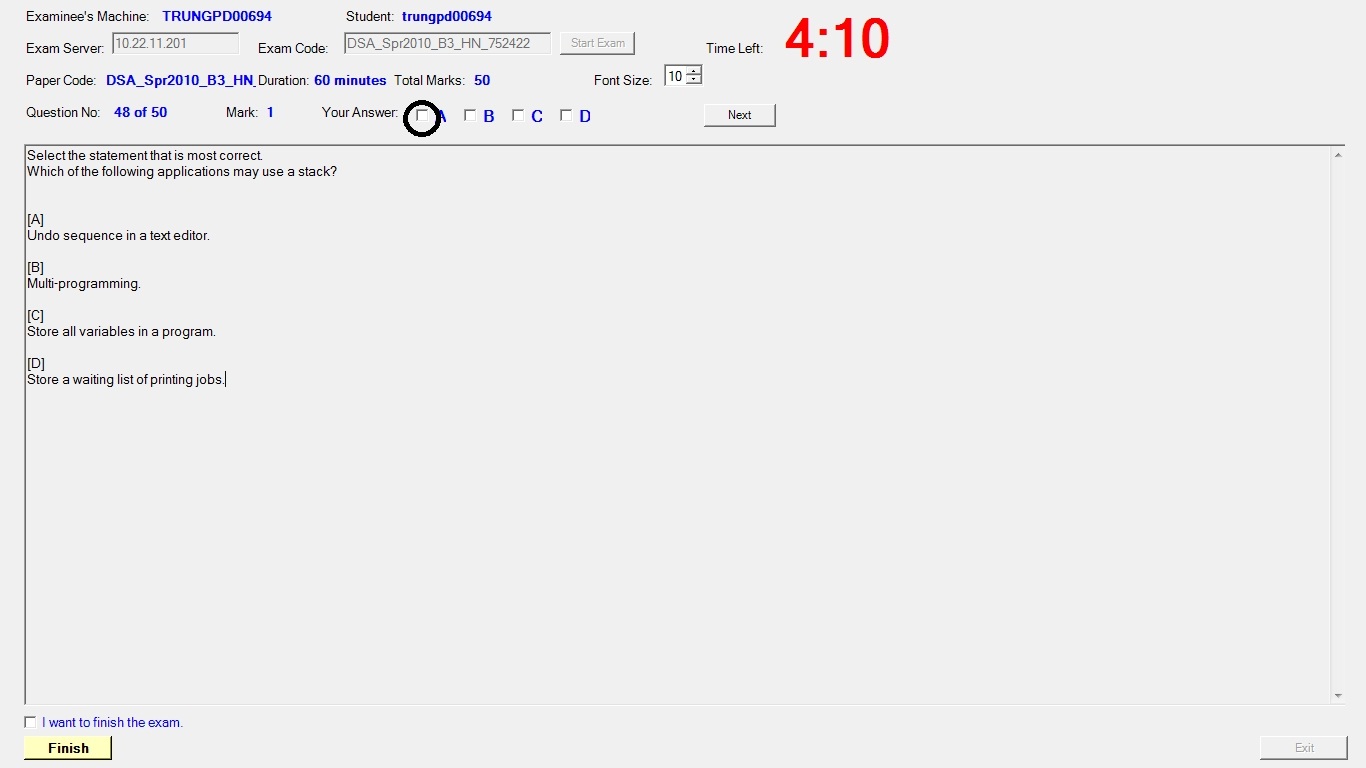 Examinee's Machine: TRUNGPD00694 Student: trungpd00694
Exam Server: 10.22.11.201 Exam Code: DSA_Spr2010_B3_HN_752422 Start Exam Time Left: 4:10
Paper Code: DSA_Spr2010_B3_HN_ Duration: 60 minutes Total Marks: 50 Font Size: 10
Question No: 48 of 50 Mark: 1 Your Answer: A B C D Next
Select the statement that is most correct.
Which of the following applications may use a stack?
[A]
Undo sequence in a text editor.
[B]
Multi-programming.
[C]
Store all variables in a program.
[D]
Store a waiting list of printing jobs.
I want to finish the exam.
Finish Exit